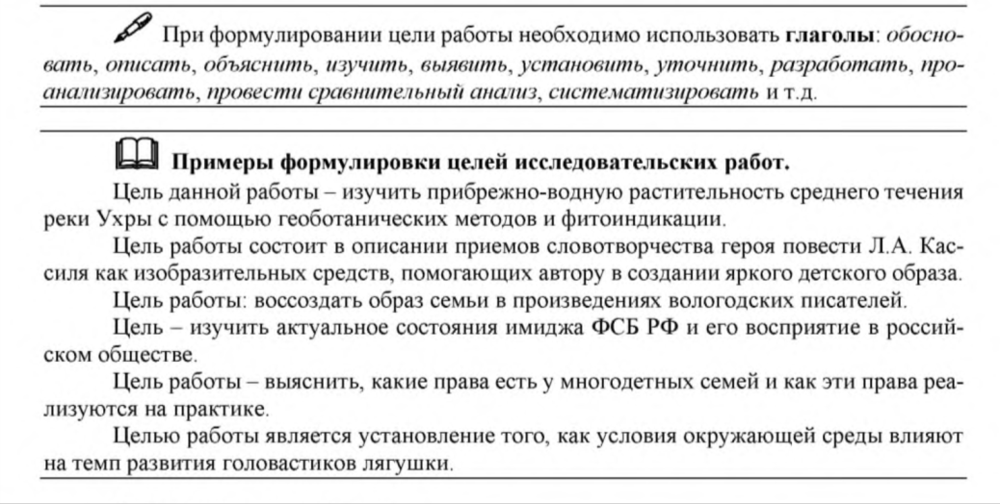 При формулировании цели работы необходимо использовать глаголы: обосно-
вать, описать, объяснить, изучить, выявить, установить, уточнить, разработать, про-
анализировать, провести сравнительный анализ, систематизировать и т.д.
Примеры формулировки целей исследовательских работ.
Цель данной работы – изучить прибрежно-водную растительность среднего течения
реки Ухры с помощью геоботанических методов и фитоиндикации.
Цель работы состоит в описании приемов словотворчества героя повести Л.А. Кас-
силя как изобразительных средств, помогающих автору в создании яркого детского образа.
Цель работы: воссоздать образ семьи в произведениях вологодских писателей.
Цель – изучить актуальное состояния имиджа ФСБ РФ и его восприятие в россий-
ском обществе.
Цель работы – выяснить, какие права есть у многодетных семей и как эти права реа-
лизуются на практике.
Целью работы является установление того, как условия окружающей среды влияют
на темп развития головастиков лягушки.